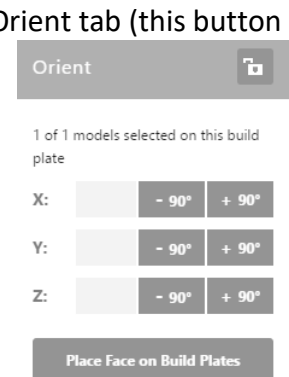 Orient tab (this button
Orient
1 of 1 models selected on this build
plate
X: - 90° + 90°
Y: - 90° + 90°
Z: - 90° + 90°
Place Face on Build Plates